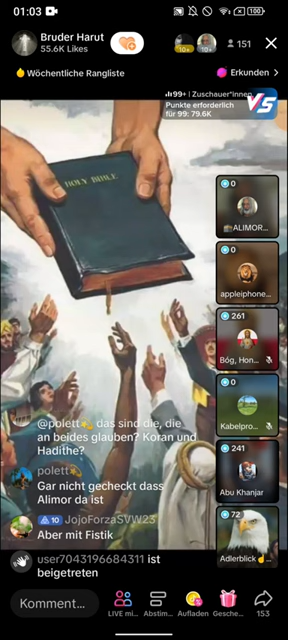 01:03
100
Bruder Harut
55.6K Likes
10+
10+
151
Wöchentliche Rangliste
Erkunden
99+ | Zuschauer*innen
Punkte erforderlich
für 99: 79.6K
VS
HOLY BIBLE
0
ALIMOR...
0
appleiphone...
261
Bóg, Hon...
0
Kabelpro...
241
Abu Khanjar
72
Adlerblick
@polett das sind die, die
an beides glauben? Koran und
Hadithe?
polett
Gar nicht gecheckt dass
Alimor da ist
10 JojoForzaSVW23
Aber mit Fistik
user7043196684311 ist
beigetreten
Komment...
LIVE mi...
Abstim...
Aufladen
Gesche...
153